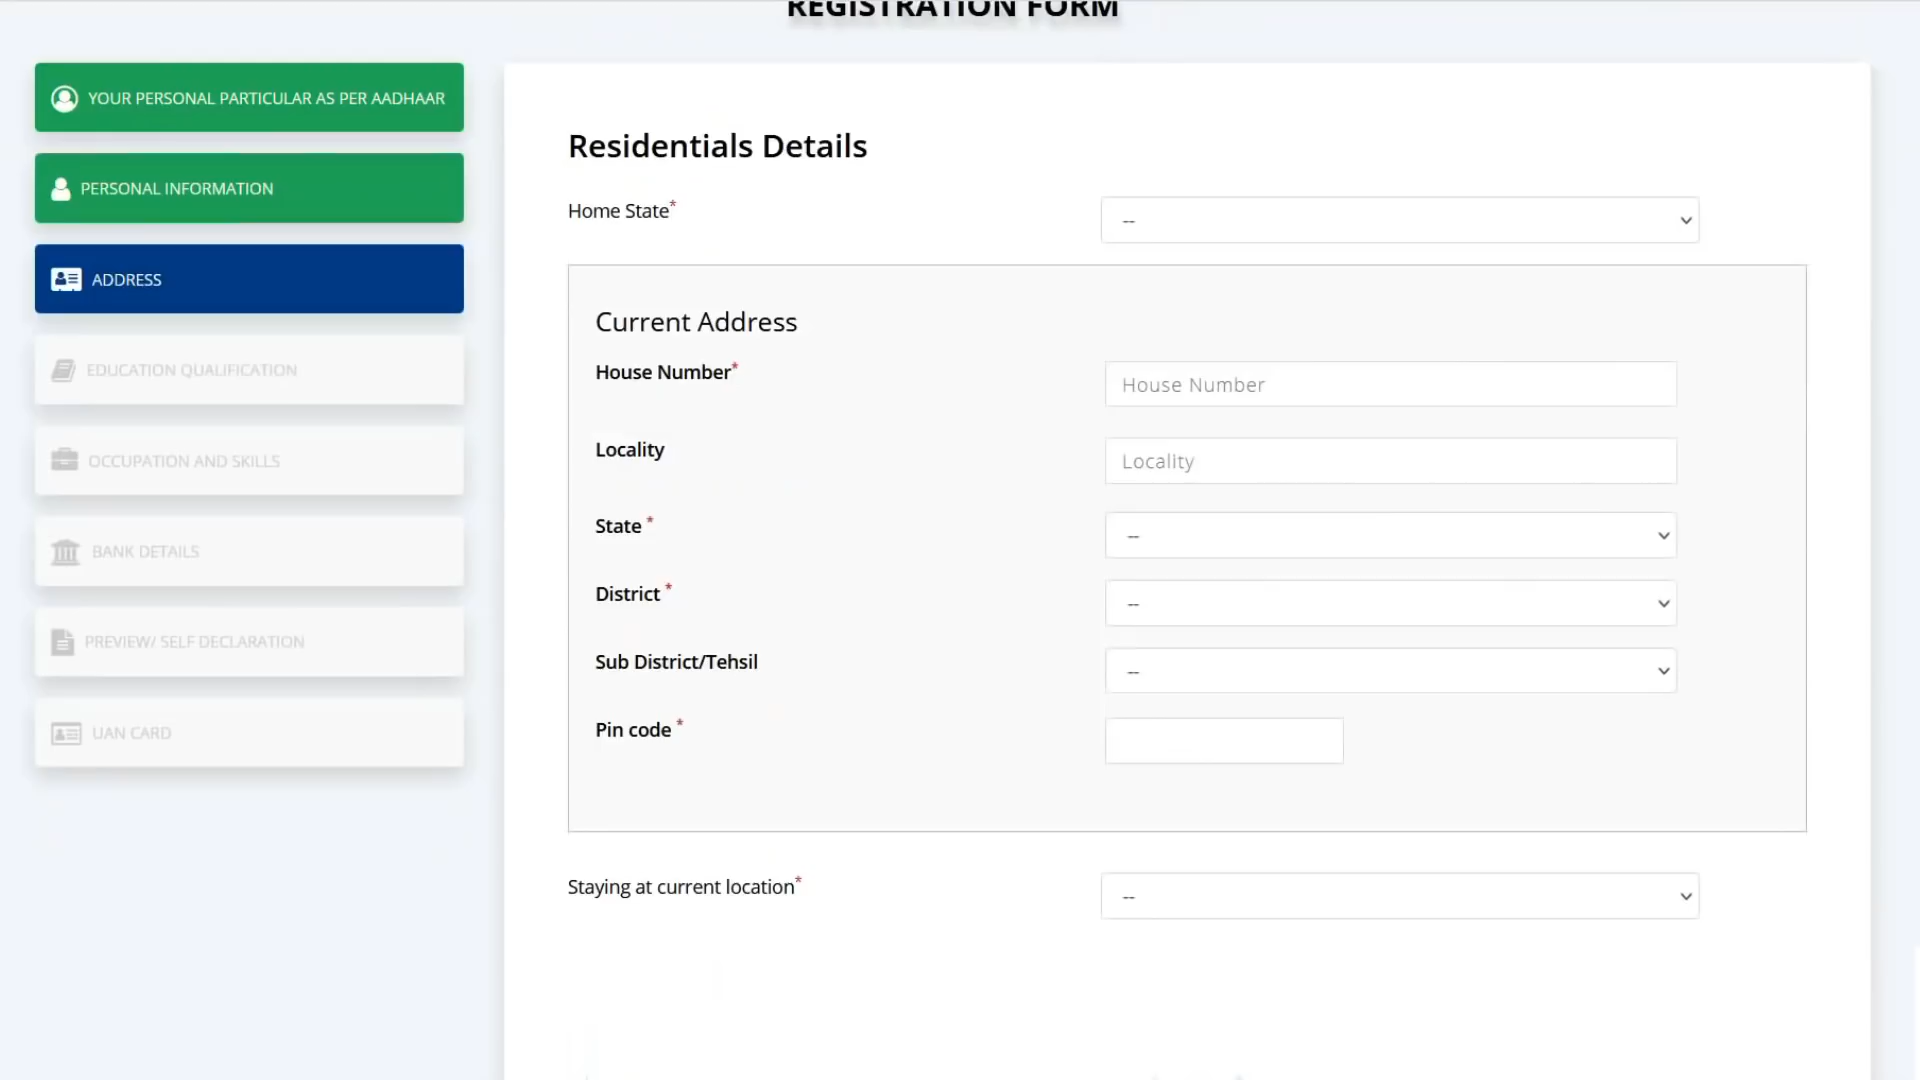 REGISTRATION FORM
YOUR PERSONAL PARTICULAR AS PER AADHAAR
PERSONAL INFORMATION
ADDRESS
EDUCATION QUALIFICATION
OCCUPATION AND SKILLS
BANK DETAILS
PREVIEW/ SELF DECLARATION
UAN CARD
Residentials Details
Home State*
--
Current Address
House Number*
House Number
Locality
Locality
State *
--
District *
--
Sub District/Tehsil
--
Pin code *
Staying at current location*
--